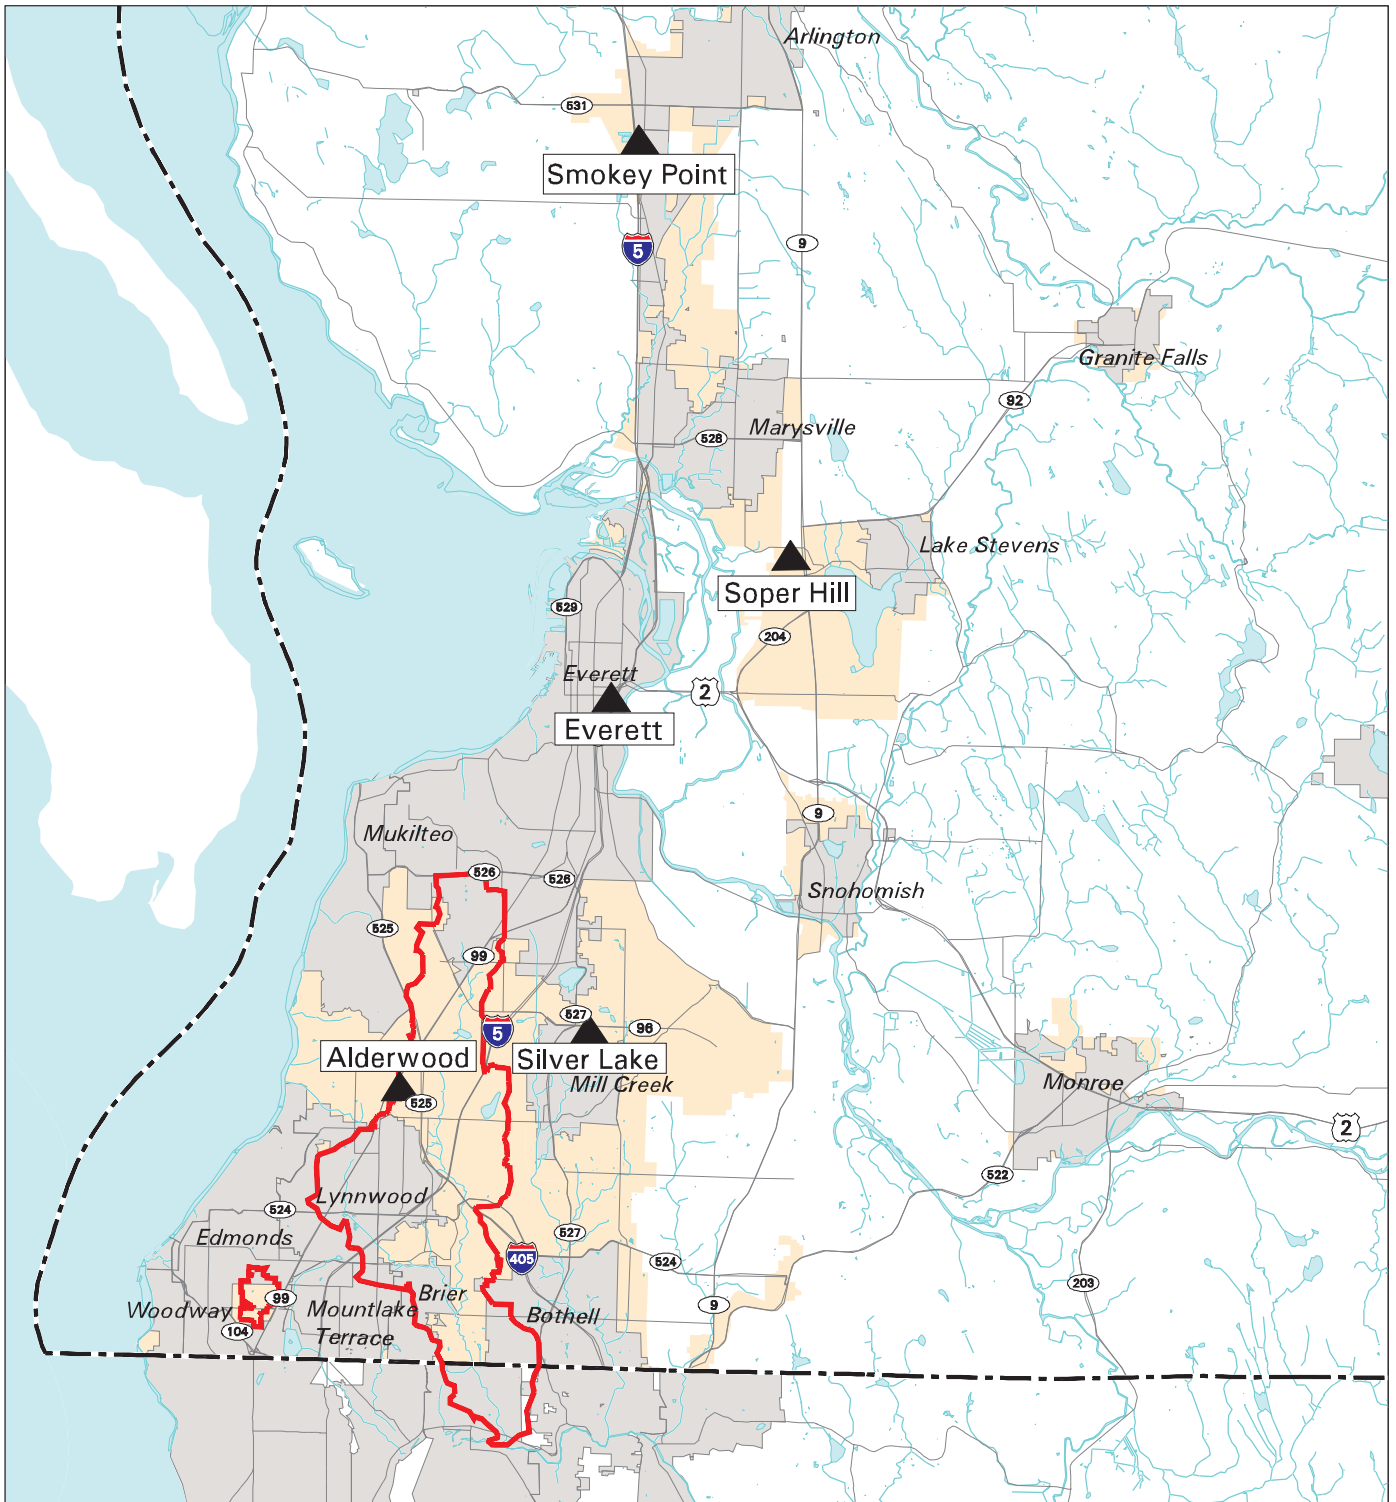 Arlington
531
Smokey Point
5
9
Granite Falls
92
Marysville
528
Lake Stevens
Soper Hill
529
204
Everett
2
Everett
9
Mukilteo
526
526
Snohomish
525
99
527
5
96
Alderwood
Silver Lake
Mill Creek
Monroe
525
2
522
Lynnwood
524
Edmonds
527
405
524
203
Brier
99
9
Woodway
Mountlake
Terrace
Bothell
104